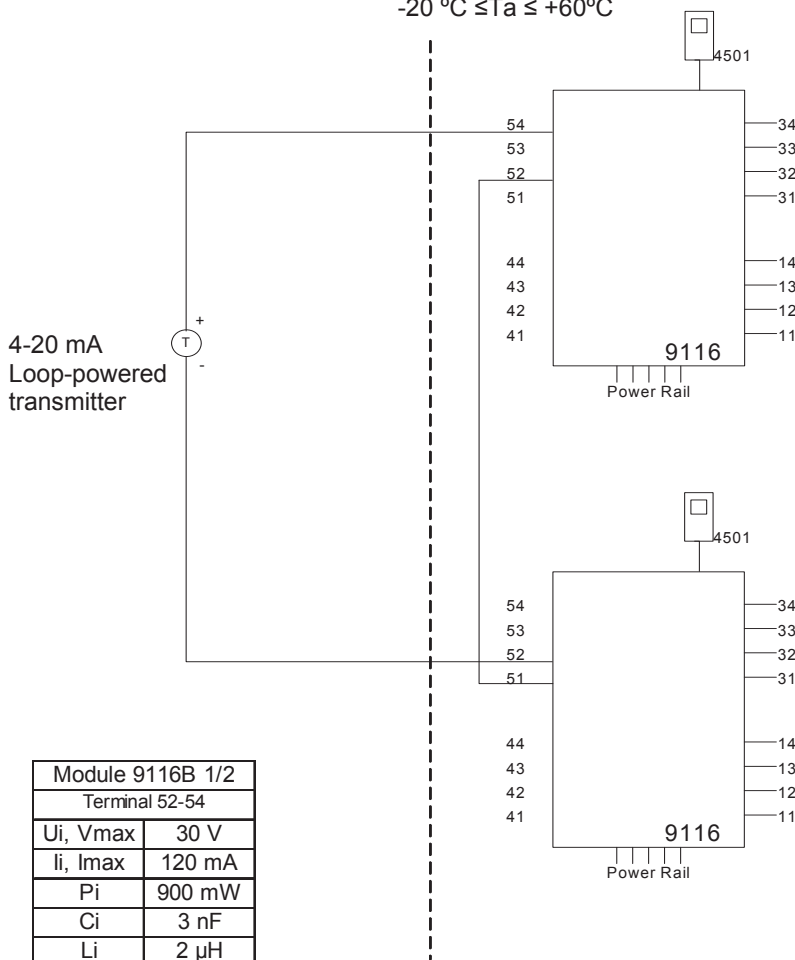 -20 ºC ≤Ta ≤ +60ºC
4501
54
34
53
33
52
32
51
31
44
14
43
13
42
12
41
11
9116
Power Rail
4-20 mA
Loop-powered
transmitter
+
T
-
4501
54
34
53
33
52
32
51
31
44
14
43
13
42
12
41
11
9116
Power Rail
Module 9116B 1/2
Terminal 52-54
Ui, Vmax 30 V
Ii, Imax 120 mA
Pi 900 mW
Ci 3 nF
Li 2 µH